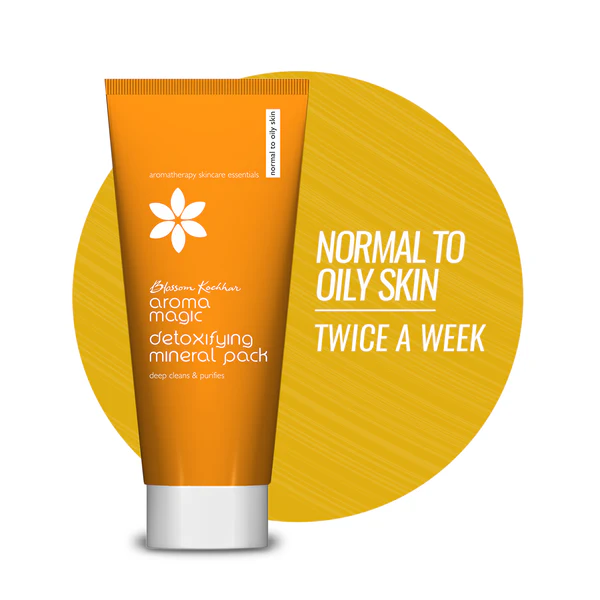 normal to oily skin
aromatherapy skincare essentials
Blossom Kochhar
aroma
magic
detoxifying
mineral pack
deep cleans & purifies
NORMAL TO
OILY SKIN
TWICE A WEEK